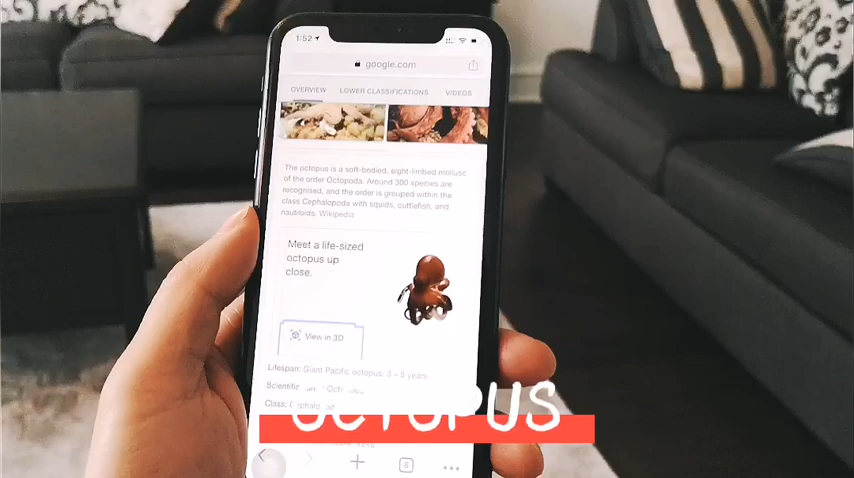 1:52
google.com
OVERVIEW LOWER CLASSIFICATIONS VIDEOS
The octopus is a soft-bodied, eight-limbed mollusc
of the order Octopoda. Around 300 species are
recognised, and the order is grouped within the
class Cephalopoda with squids, cuttlefish, and
nautiloids. Wikipedia
Meet a life-sized
octopus up
close.
View in 3D
Lifespan: Giant Pacific octopus: 3 – 5 years
Scientific
Class:
OCTOPUS
8